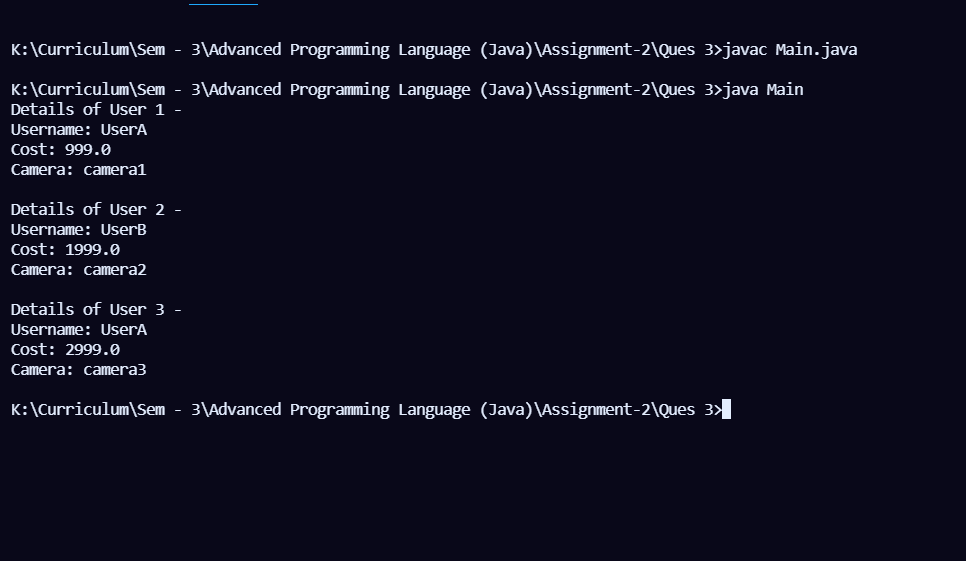 K:\Curriculum\Sem - 3\Advanced Programming Language (Java)\Assignment-2\Ques 3>javac Main.java
K:\Curriculum\Sem - 3\Advanced Programming Language (Java)\Assignment-2\Ques 3>java Main
Details of User 1 -
Username: UserA
Cost: 999.0
Camera: camera1
Details of User 2 -
Username: UserB
Cost: 1999.0
Camera: camera2
Details of User 3 -
Username: UserA
Cost: 2999.0
Camera: camera3
K:\Curriculum\Sem - 3\Advanced Programming Language (Java)\Assignment-2\Ques 3>